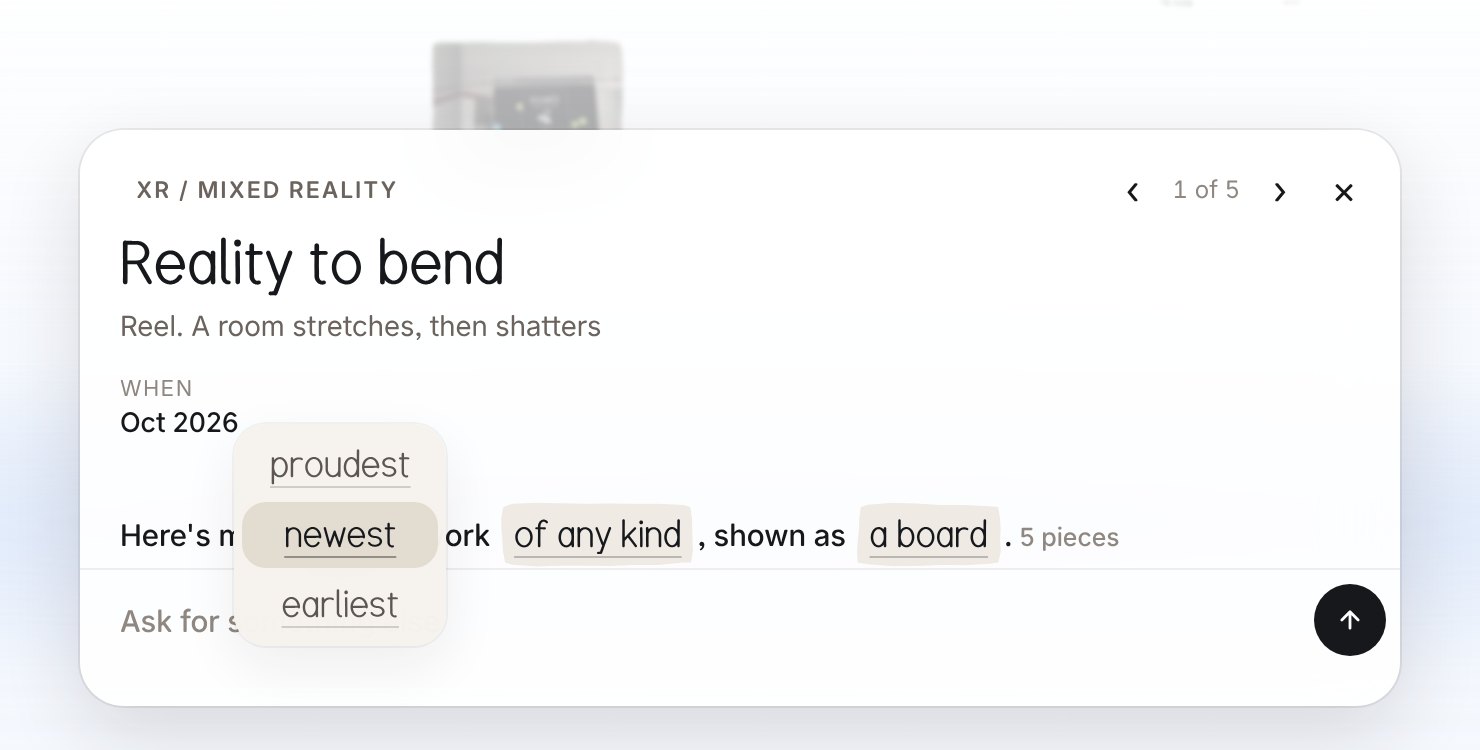 XR / MIXED REALITY
1 of 5
Reality to bend
Reel. A room stretches, then shatters
WHEN
Oct 2026
proudest
Here's m newest ork of any kind , shown as a board . 5 pieces
earliest
Ask for s